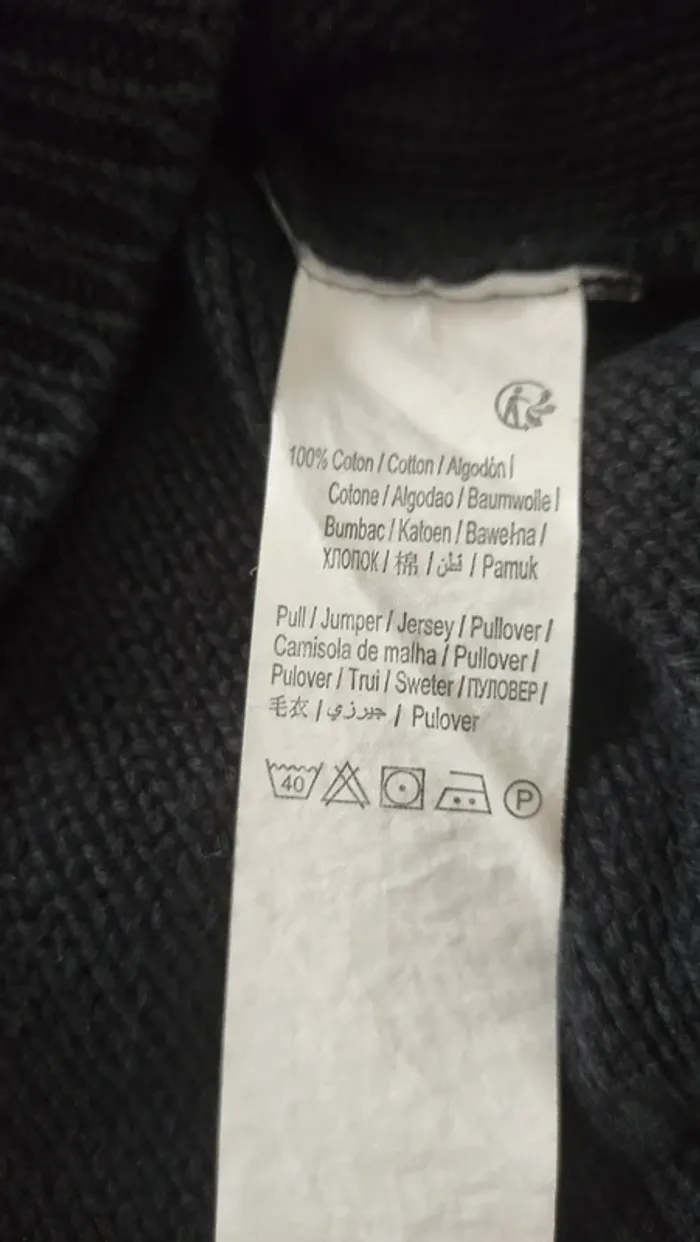 100% Coton / Cotton / Algodón /
Cotone / Algodao / Baumwolle /
Bumbac / Katoen / Bawełna /
ХЛОПОК / 棉 / قطن / Pamuk
Pull / Jumper / Jersey / Pullover /
Camisola de malha / Pullover /
Pulover / Trui / Sweter / ПУЛОВЕР /
毛衣 / جيرزي / Pulover
40 P